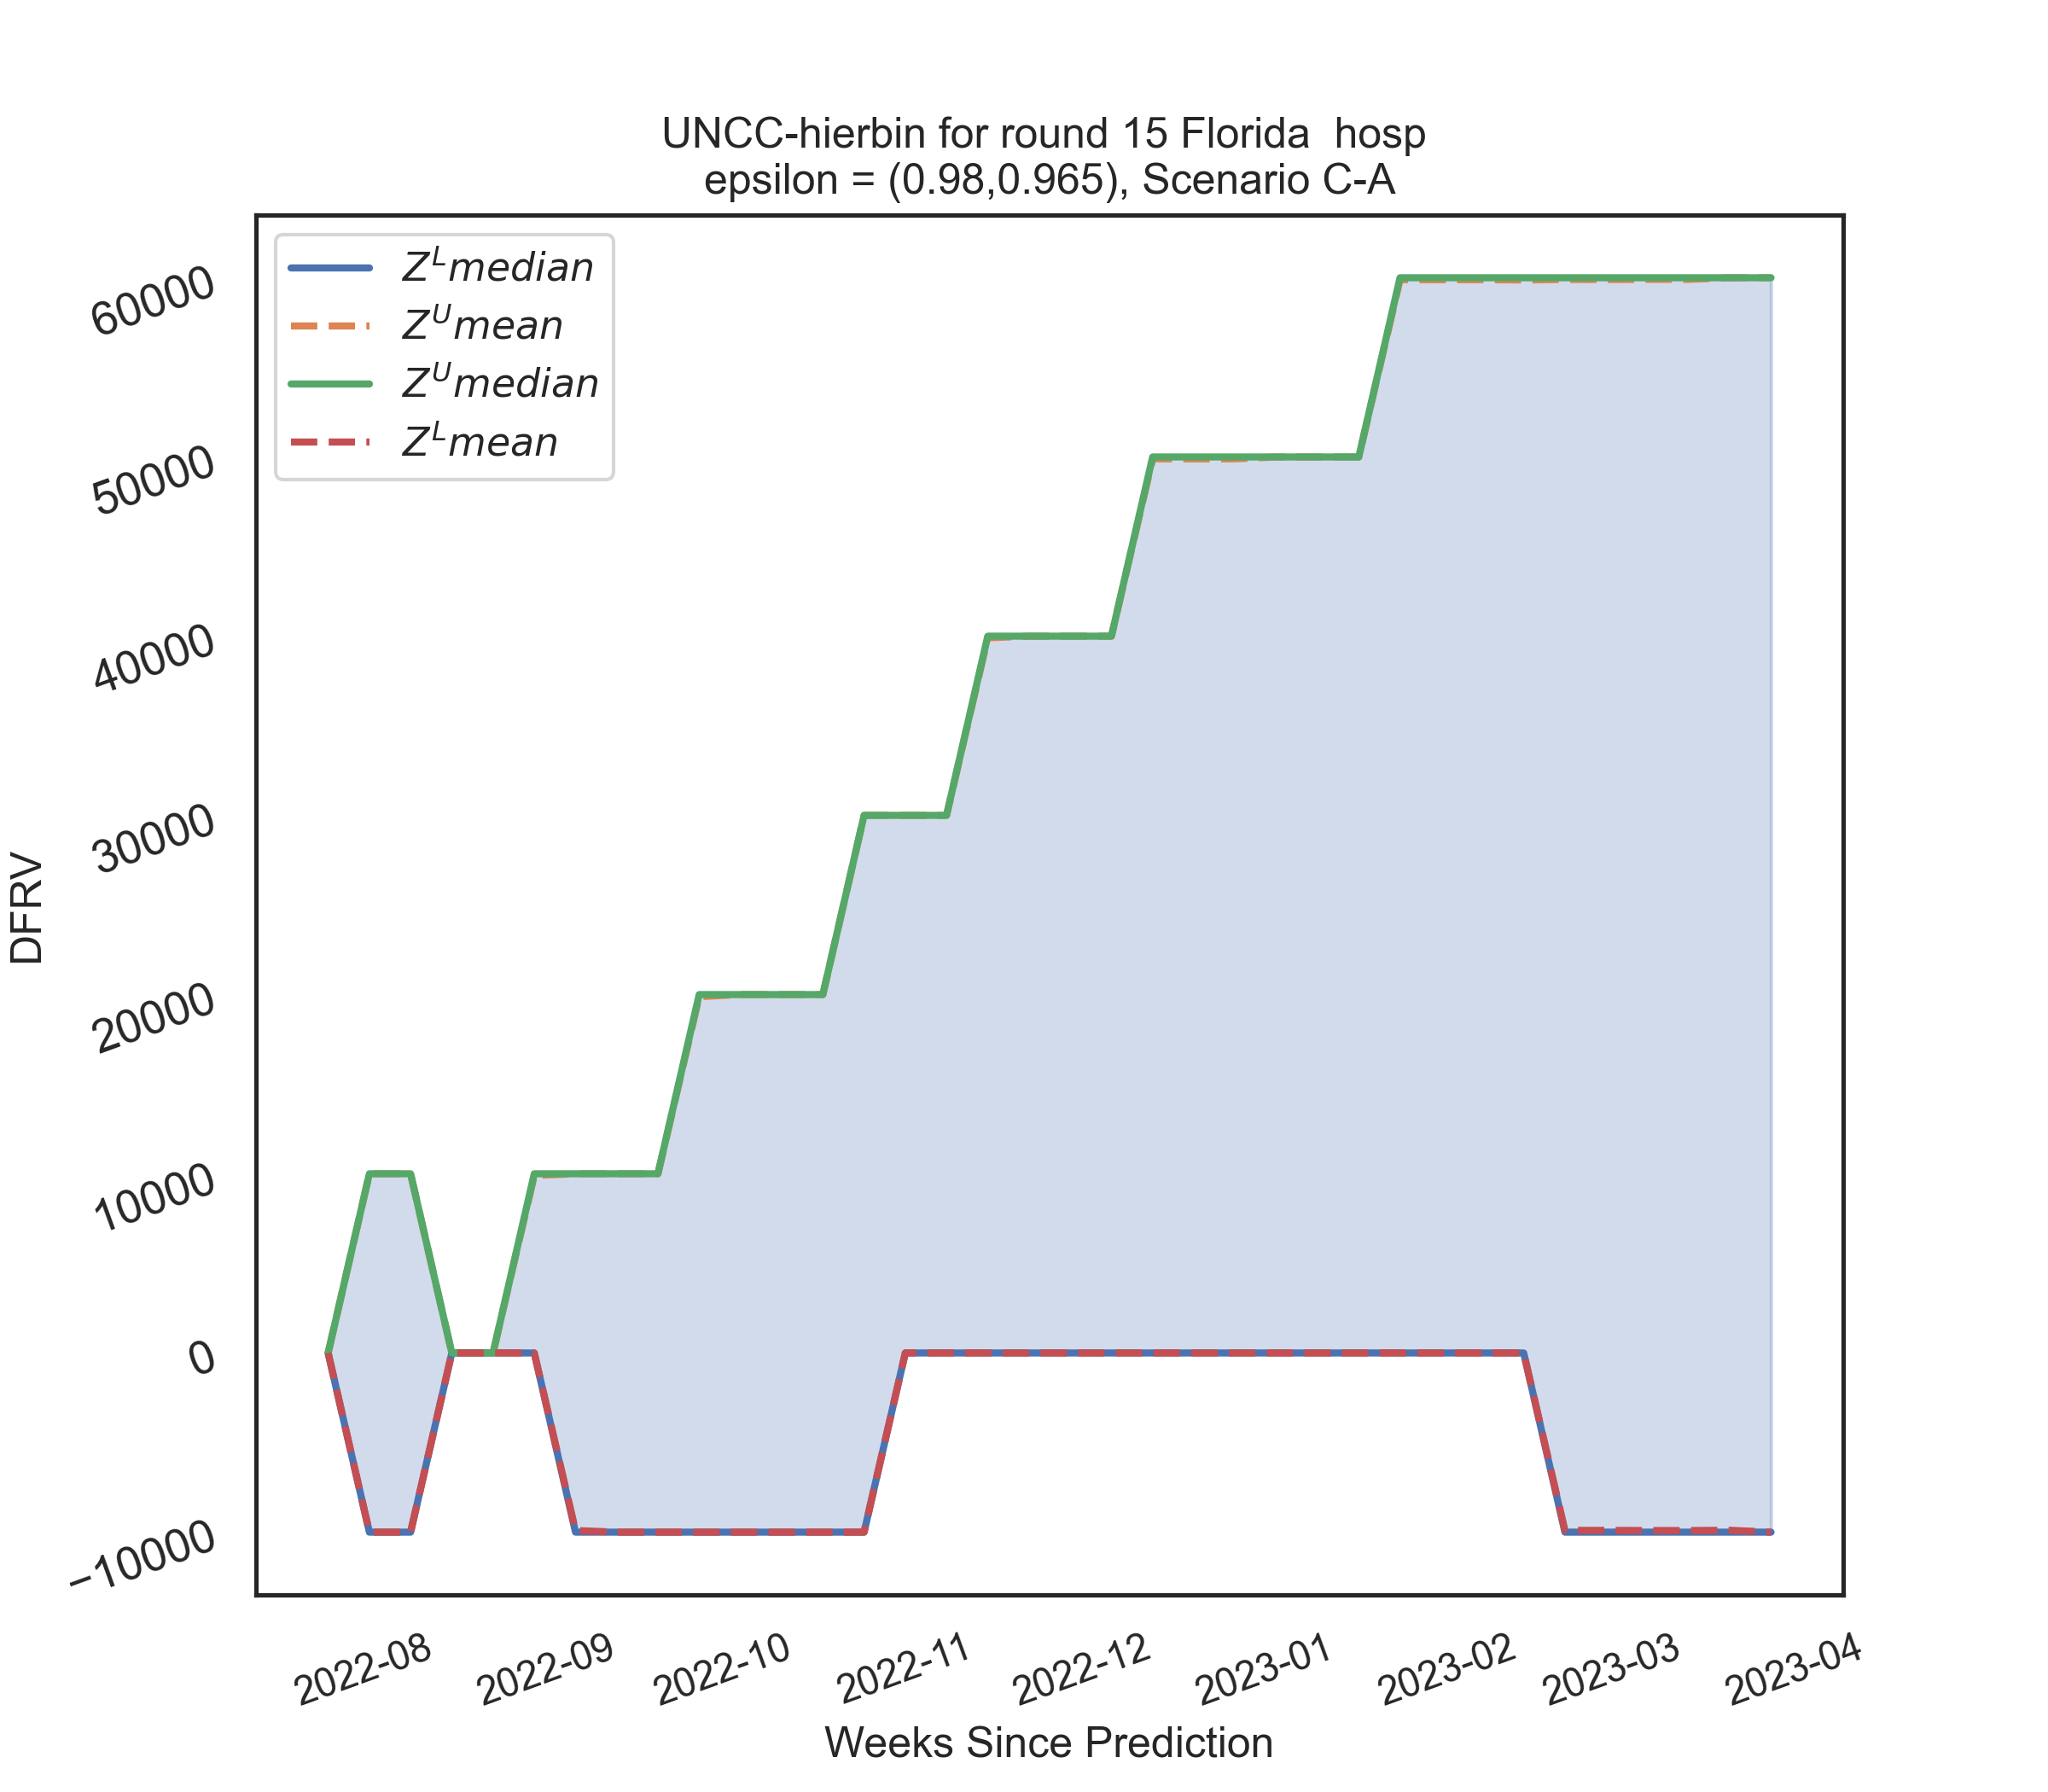 UNCC-hierbin for round 15 Florida  hosp
epsilon = (0.98,0.965), Scenario C-A
Z^L median
Z^U mean
Z^U median
Z^L mean
60000
50000
40000
30000
20000
10000
0
−10000
DFRV
2022-08
2022-09
2022-10
2022-11
2022-12
2023-01
2023-02
2023-03
2023-04
Weeks Since Prediction